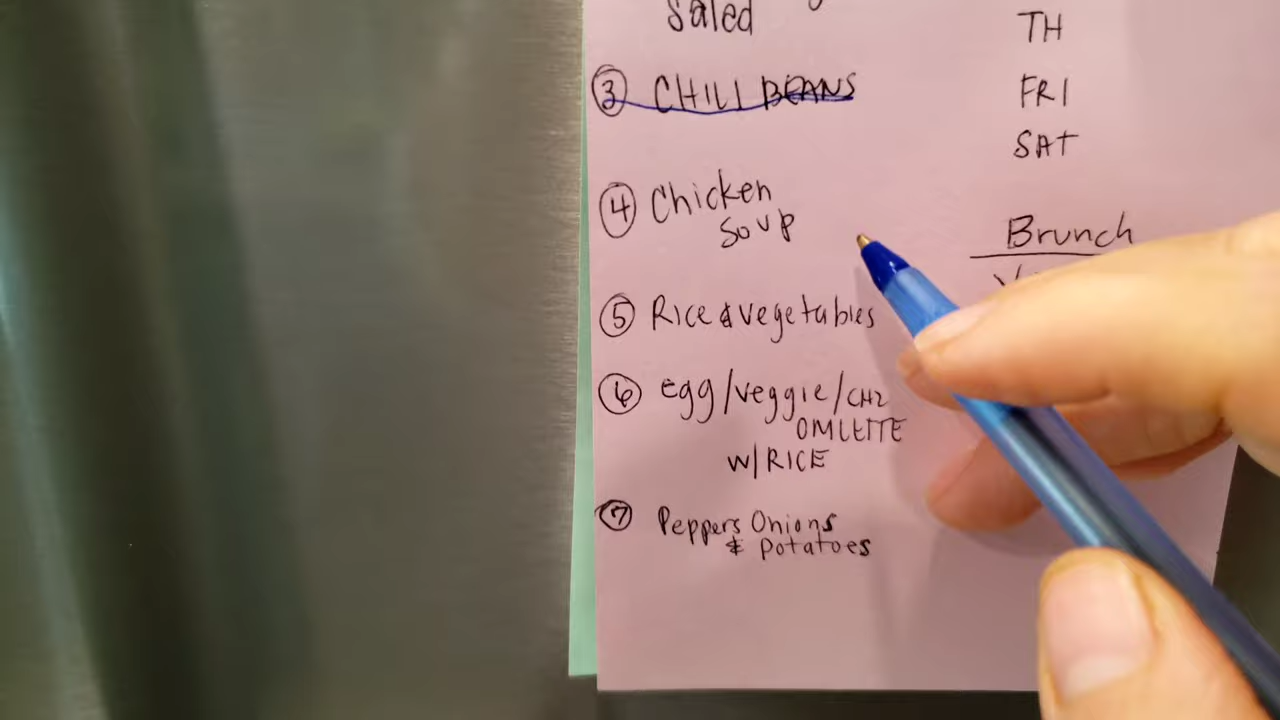 saled
③ CHILI BEANS
④ Chicken
soup
⑤ Rice & vegetables
⑥ egg/veggie/CHZ
OMLETTE
W/RICE
⑦ Peppers Onions
& Potatoes
TH
FRI
SAT
Brunch